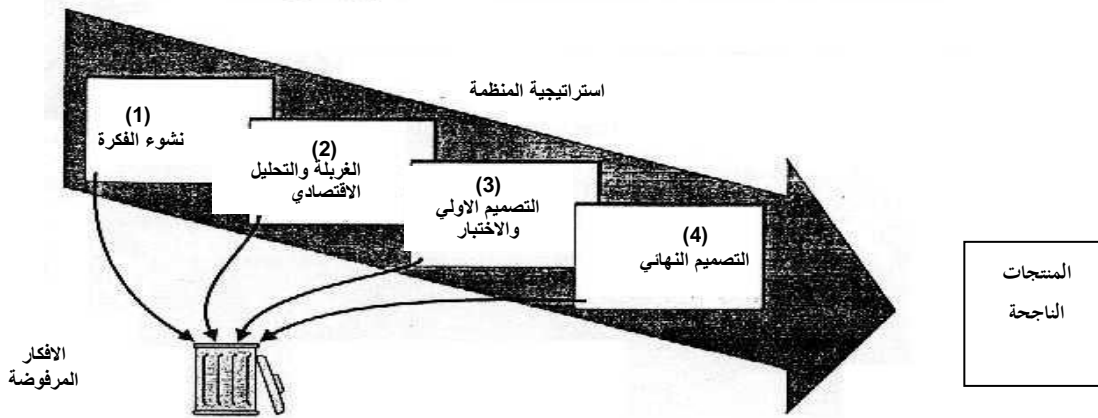 استراتيجية المنظمة
(1)
نشوء الفكرة
(2)
الغربلة والتحليل
الاقتصادي
(3)
التصميم الاولي
والاختبار
(4)
التصميم النهائي
المنتجات
الناجحة
الافكار
المرفوضة